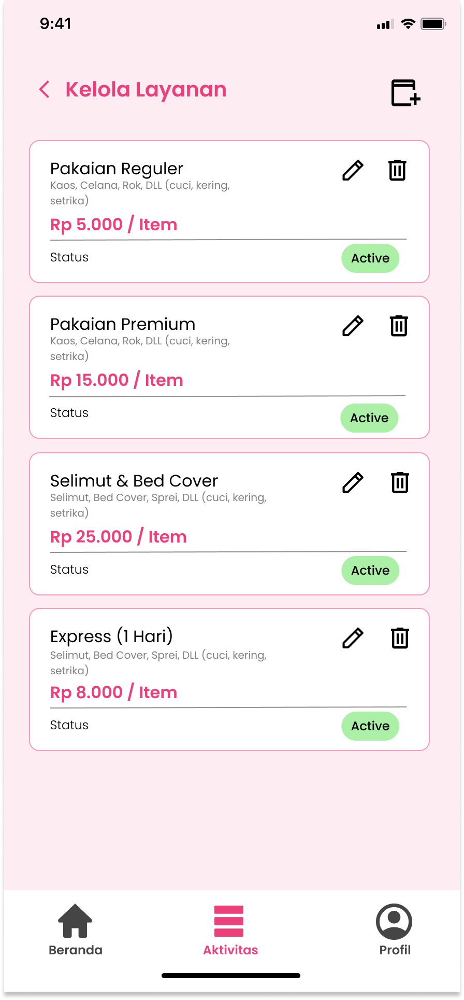 9:41
Kelola Layanan
Pakaian Reguler
Kaos, Celana, Rok, DLL (cuci, kering,
setrika)
Rp 5.000 / Item
Status
Active
Pakaian Premium
Kaos, Celana, Rok, DLL (cuci, kering,
setrika)
Rp 15.000 / Item
Status
Active
Selimut & Bed Cover
Selimut, Bed Cover, Sprei, DLL (cuci, kering,
setrika)
Rp 25.000 / Item
Status
Active
Express (1 Hari)
Selimut, Bed Cover, Sprei, DLL (cuci, kering,
setrika)
Rp 8.000 / Item
Status
Active
Beranda
Aktivitas
Profil